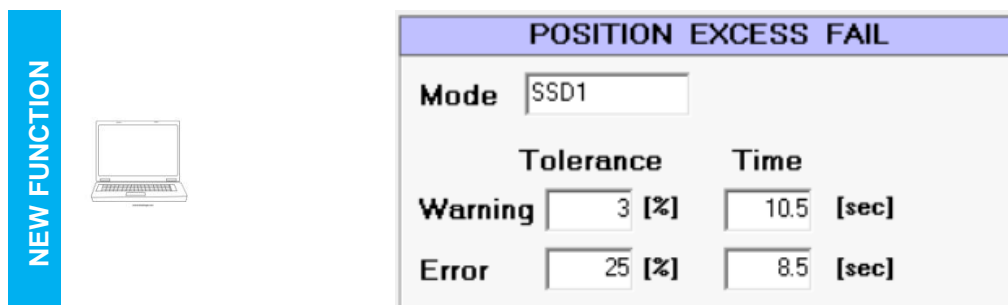 NEW FUNCTION
POSITION EXCESS FAIL
Mode SSD1
Tolerance Time
Warning 3 [%] 10.5 [sec]
Error 25 [%] 8.5 [sec]